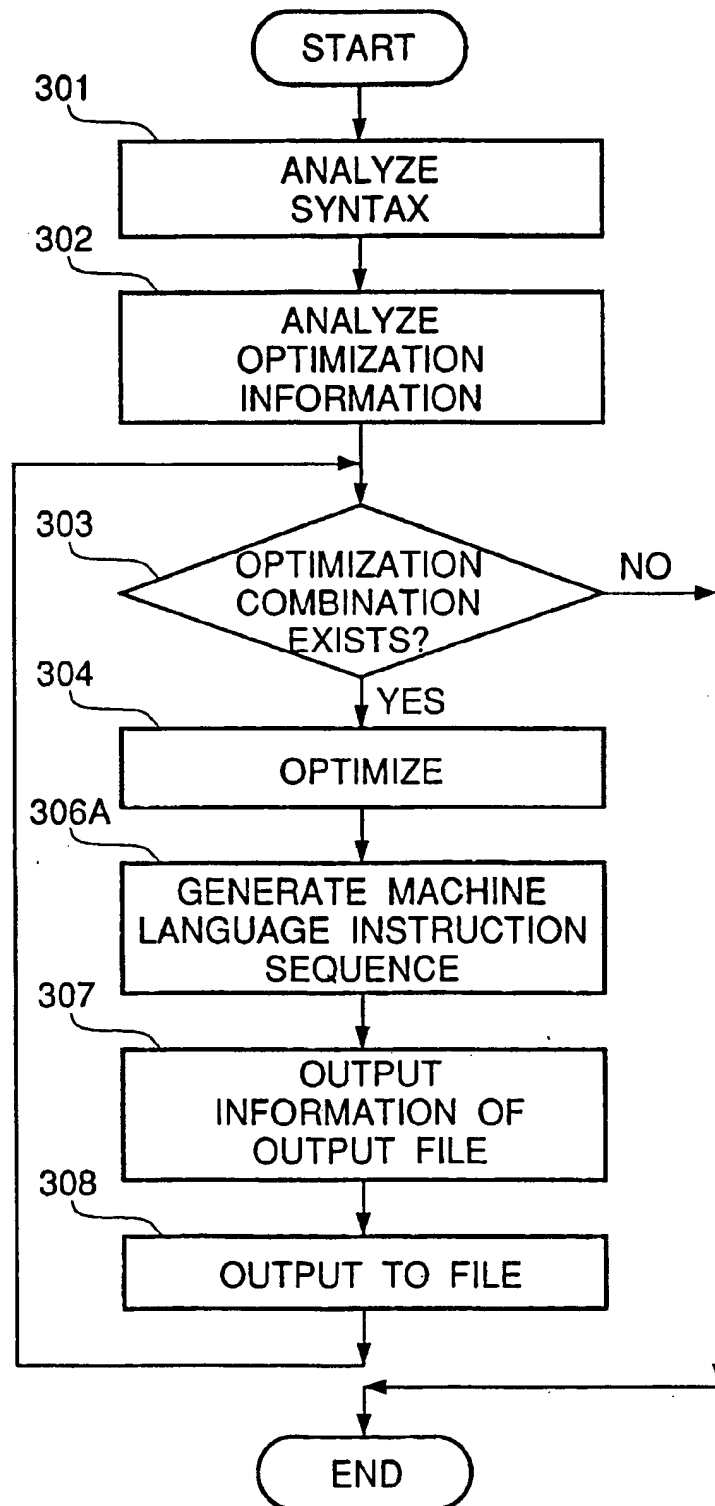 START
301
ANALYZE
SYNTAX
302
ANALYZE
OPTIMIZATION
INFORMATION
303
OPTIMIZATION
COMBINATION
EXISTS?
NO
YES
304
OPTIMIZE
306A
GENERATE MACHINE
LANGUAGE INSTRUCTION
SEQUENCE
307
OUTPUT
INFORMATION OF
OUTPUT FILE
308
OUTPUT TO FILE
END